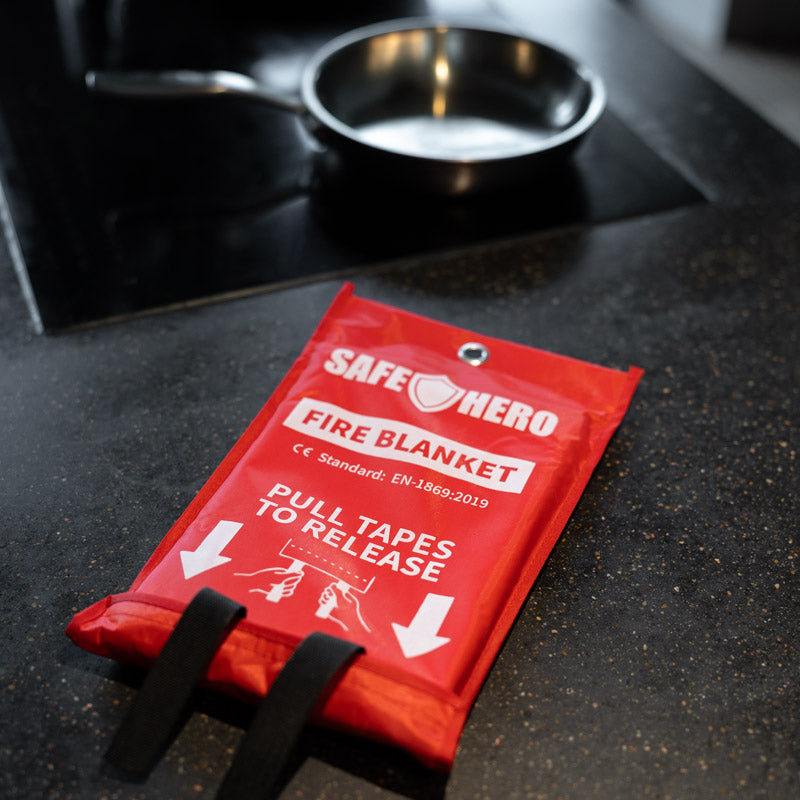 SAFE HERO
FIRE BLANKET
CE Standard: EN-1869:2019
PULL TAPES
TO RELEASE